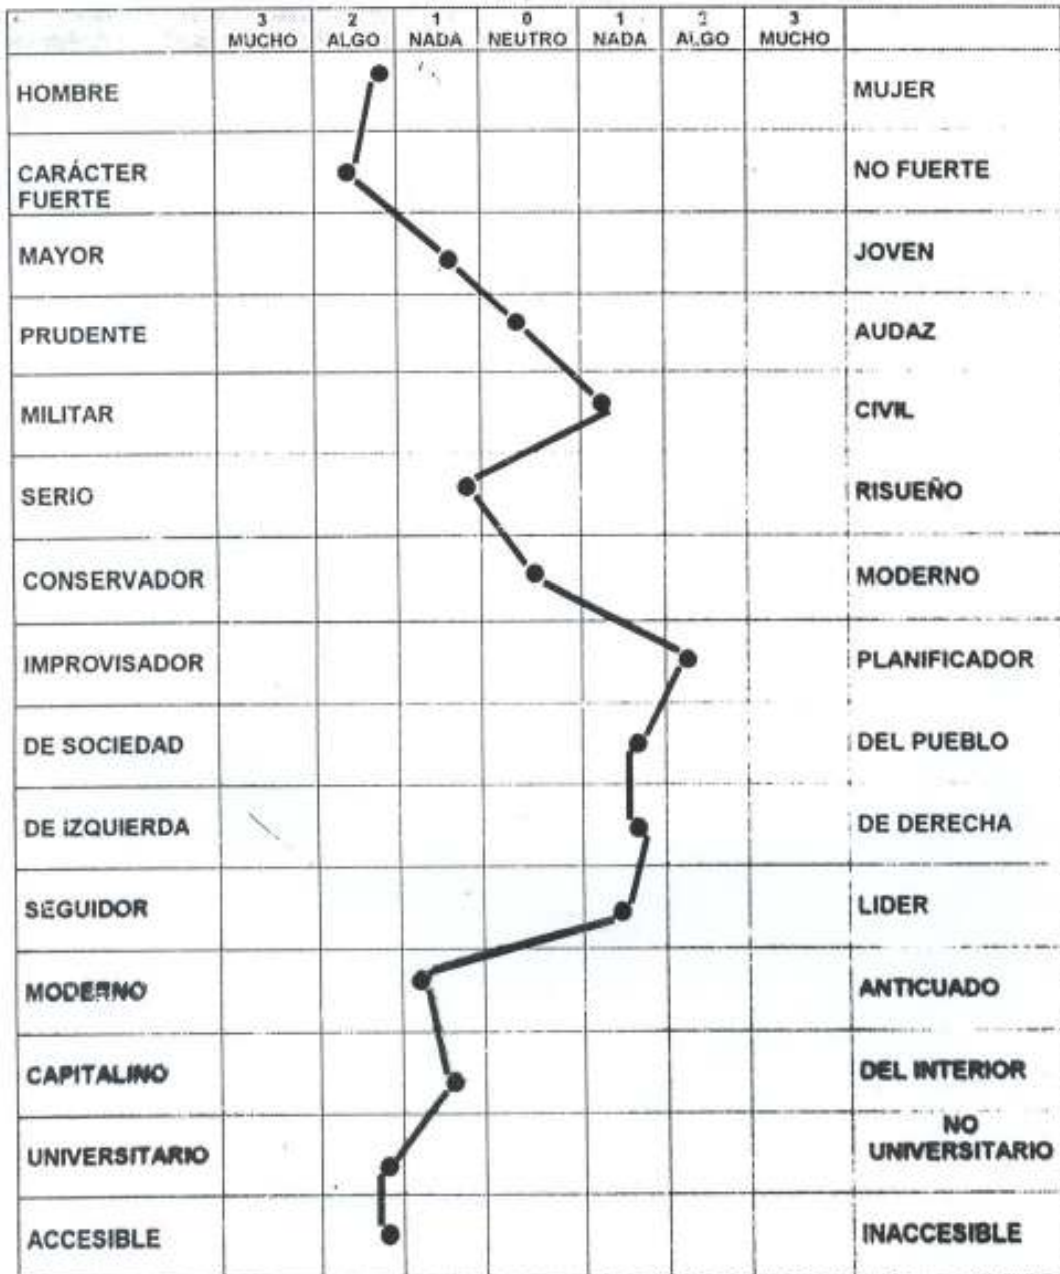 3 2 1 0 1 2 3
MUCHO ALGO NADA NEUTRO NADA ALGO MUCHO
HOMBRE MUJER
CARÁCTER FUERTE NO FUERTE
MAYOR JOVEN
PRUDENTE AUDAZ
MILITAR CIVIL
SERIO RISUEÑO
CONSERVADOR MODERNO
IMPROVISADOR PLANIFICADOR
DE SOCIEDAD DEL PUEBLO
DE IZQUIERDA DE DERECHA
SEGUIDOR LIDER
MODERNO ANTICUADO
CAPITALINO DEL INTERIOR
UNIVERSITARIO NO UNIVERSITARIO
ACCESIBLE INACCESIBLE